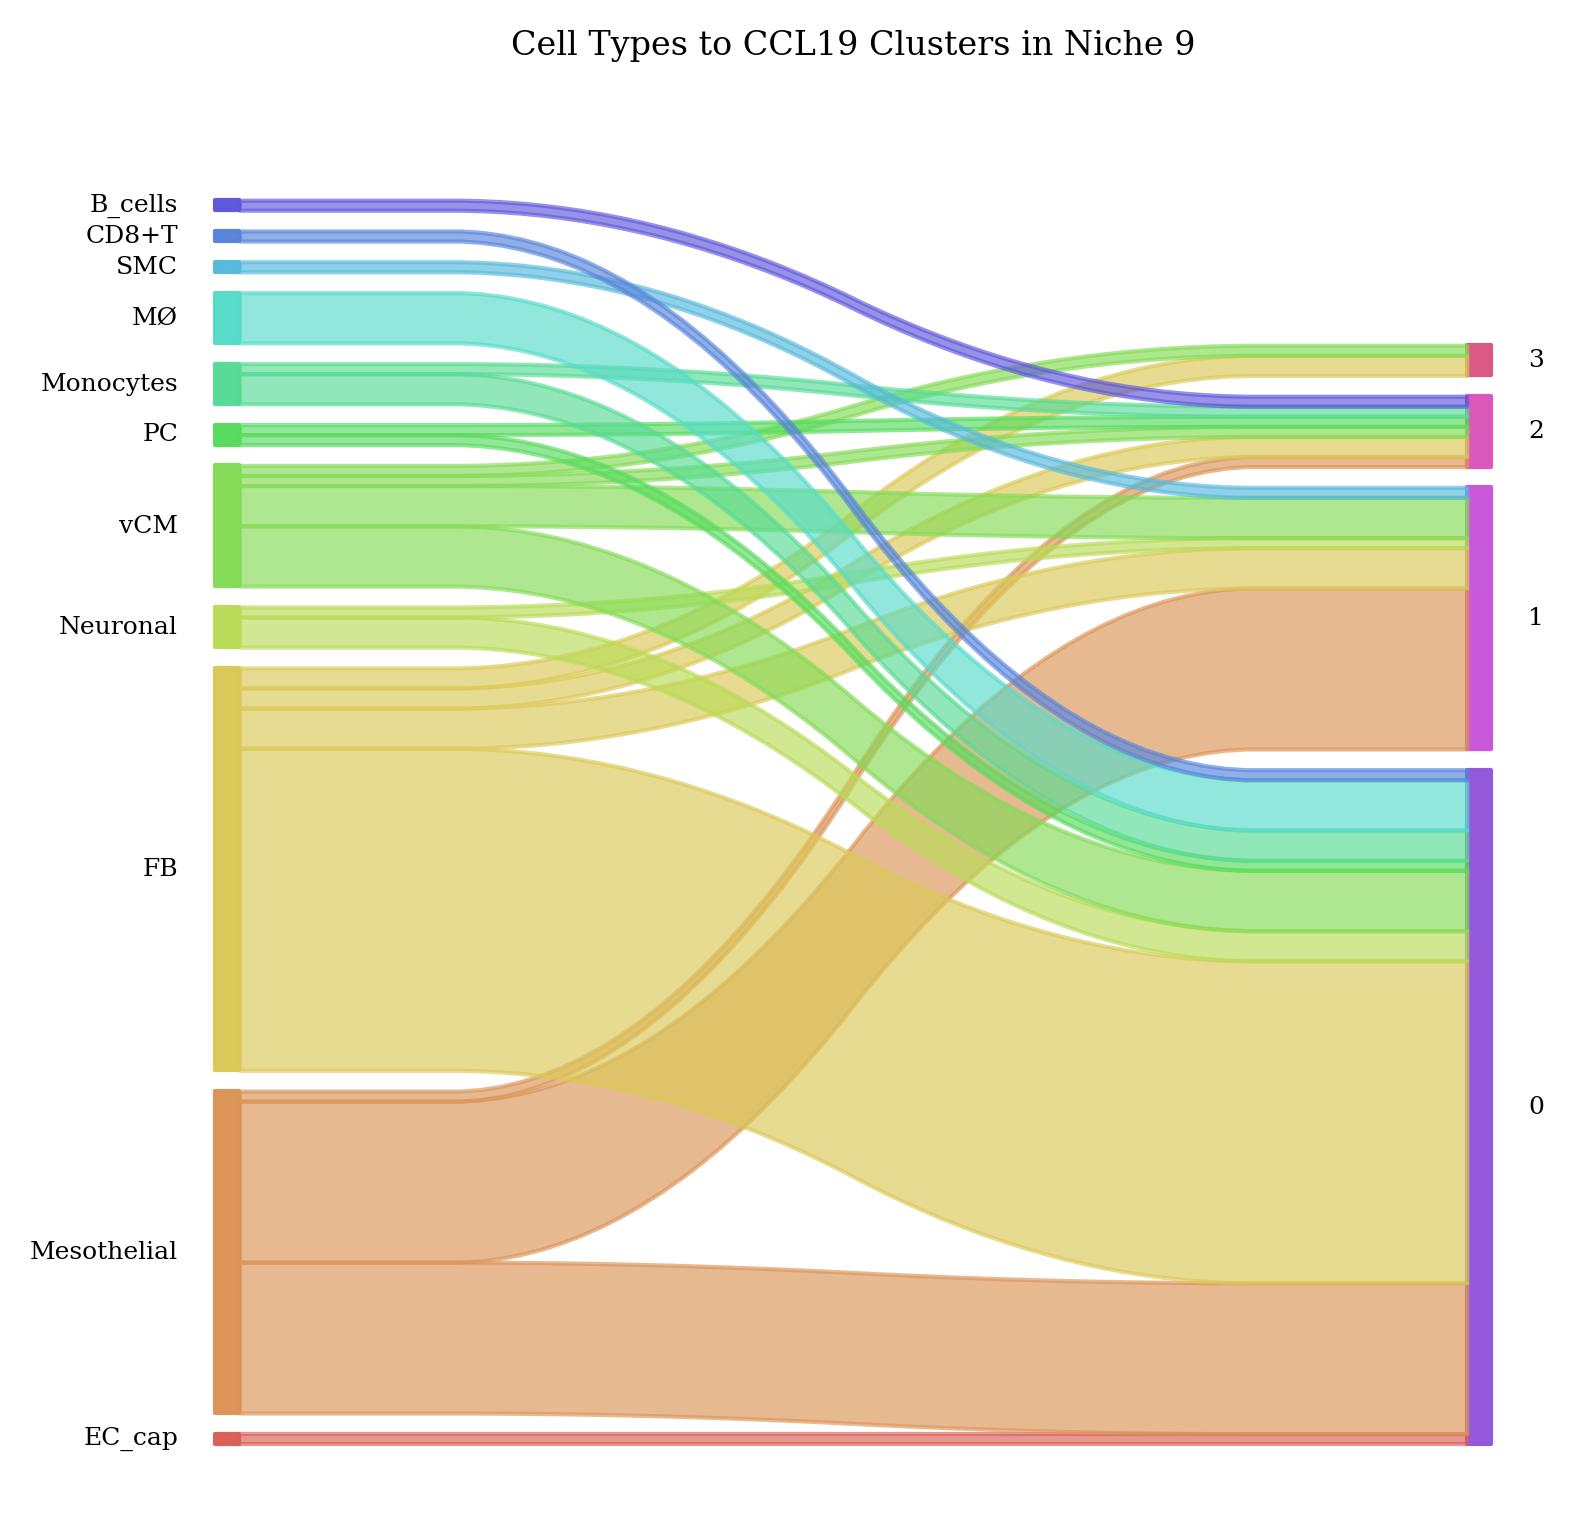 Cell Types to CCL19 Clusters in Niche 9
B_cells
CD8+T
SMC
MØ
Monocytes
PC
vCM
Neuronal
FB
Mesothelial
EC_cap
3
2
1
0